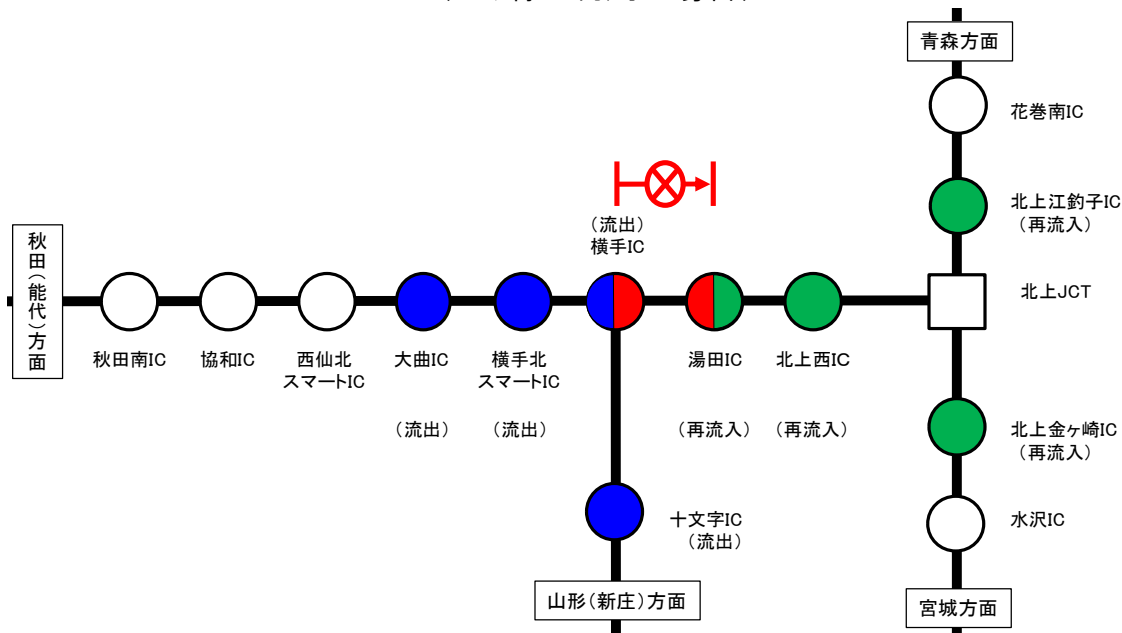 青森方面
花巻南IC
北上江釣子IC
（再流入）
（流出）
横手IC
秋田（能代）方面
北上JCT
秋田南IC
協和IC
西仙北
スマートIC
大曲IC
横手北
スマートIC
湯田IC
北上西IC
（流出）
（流出）
（再流入）
（再流入）
北上金ヶ崎IC
（再流入）
十文字IC
（流出）
水沢IC
山形（新庄）方面
宮城方面